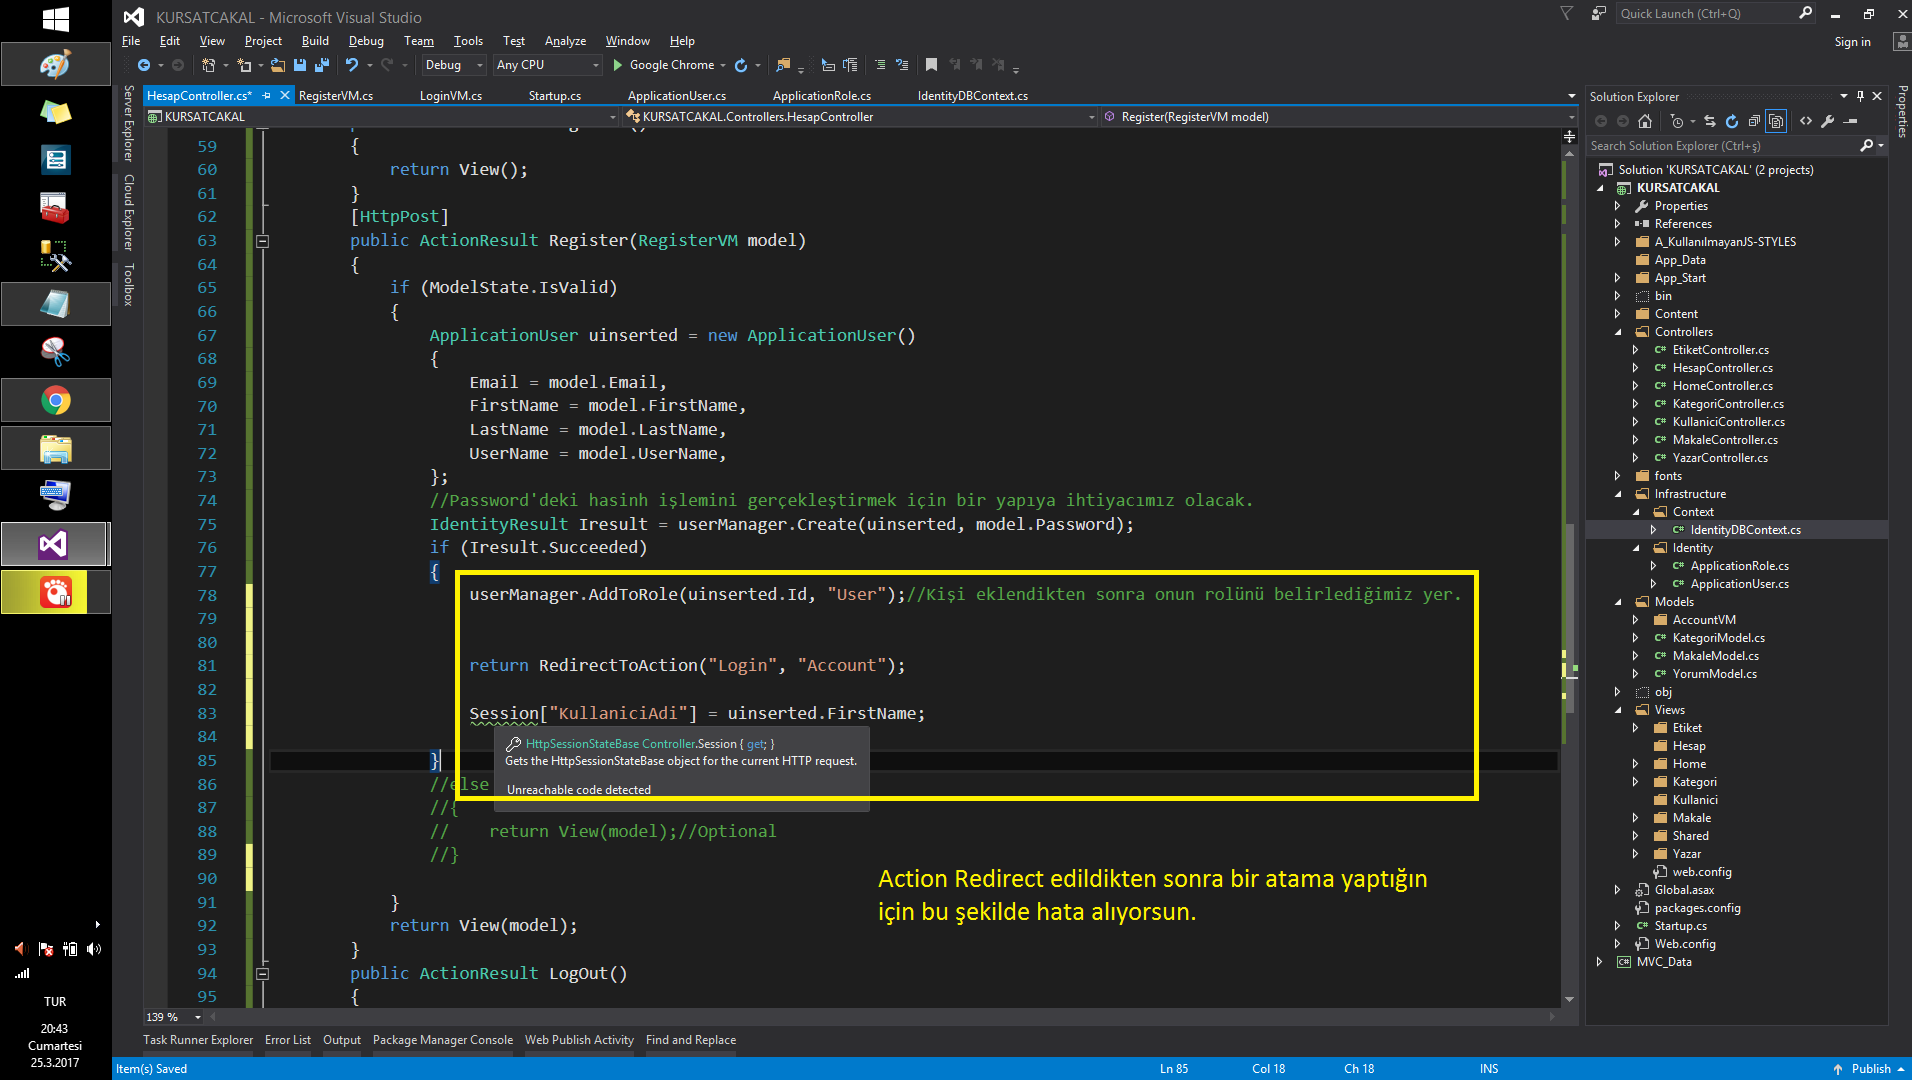 KURSATCAKAL - Microsoft Visual Studio
Quick Launch (Ctrl+Q)
File Edit View Project Build Debug Team Tools Test Analyze Window Help
Sign in
Debug Any CPU Google Chrome
HesapController.cs* RegisterVM.cs LoginVM.cs Startup.cs ApplicationUser.cs ApplicationRole.cs IdentityDBContext.cs
KURSATCAKAL KURSATCAKAL.Controllers.HesapController Register(RegisterVM model)
Server Explorer
Cloud Explorer
Toolbox
59 {
60 return View();
61 }
62 [HttpPost]
63 public ActionResult Register(RegisterVM model)
64 {
65 if (ModelState.IsValid)
66 {
67 ApplicationUser uinserted = new ApplicationUser()
68 {
69 Email = model.Email,
70 FirstName = model.FirstName,
71 LastName = model.LastName,
72 UserName = model.UserName,
73 };
74 //Password'deki hasinh işlemini gerçekleştirmek için bir yapıya ihtiyacımız olacak.
75 IdentityResult Iresult = userManager.Create(uinserted, model.Password);
76 if (Iresult.Succeeded)
77 {
78 userManager.AddToRole(uinserted.Id, "User");//Kişi eklendikten sonra onun rolünü belirlediğimiz yer.
79
80
81 return RedirectToAction("Login", "Account");
82
83 Session["KullaniciAdi"] = uinserted.FirstName;
84
HttpSessionStateBase Controller.Session { get; }
Gets the HttpSessionStateBase object for the current HTTP request.
Unreachable code detected
85 }
86 //else
87 //{
88 // return View(model);//Optional
89 //}
90
91 }
92 return View(model);
93 }
94 public ActionResult LogOut()
95 {
Action Redirect edildikten sonra bir atama yaptığın
için bu şekilde hata alıyorsun.
139 %
Solution Explorer
Search Solution Explorer (Ctrl+ş)
Solution 'KURSATCAKAL' (2 projects)
KURSATCAKAL
Properties
References
A_KullanılmayanJS-STYLES
App_Data
App_Start
bin
Content
Controllers
C# EtiketController.cs
C# HesapController.cs
C# HomeController.cs
C# KategoriController.cs
C# KullaniciController.cs
C# MakaleController.cs
C# YazarController.cs
fonts
Infrastructure
Context
C# IdentityDBContext.cs
Identity
C# ApplicationRole.cs
C# ApplicationUser.cs
Models
AccountVM
C# KategoriModel.cs
C# MakaleModel.cs
C# YorumModel.cs
obj
Views
Etiket
Hesap
Home
Kategori
Kullanici
Makale
Shared
Yazar
web.config
Global.asax
packages.config
C# Startup.cs
Web.config
C# MVC_Data
Properties
Task Runner Explorer Error List Output Package Manager Console Web Publish Activity Find and Replace
Item(s) Saved Ln 85 Col 18 Ch 18 INS Publish
TUR
20:43
Cumartesi
25.3.2017